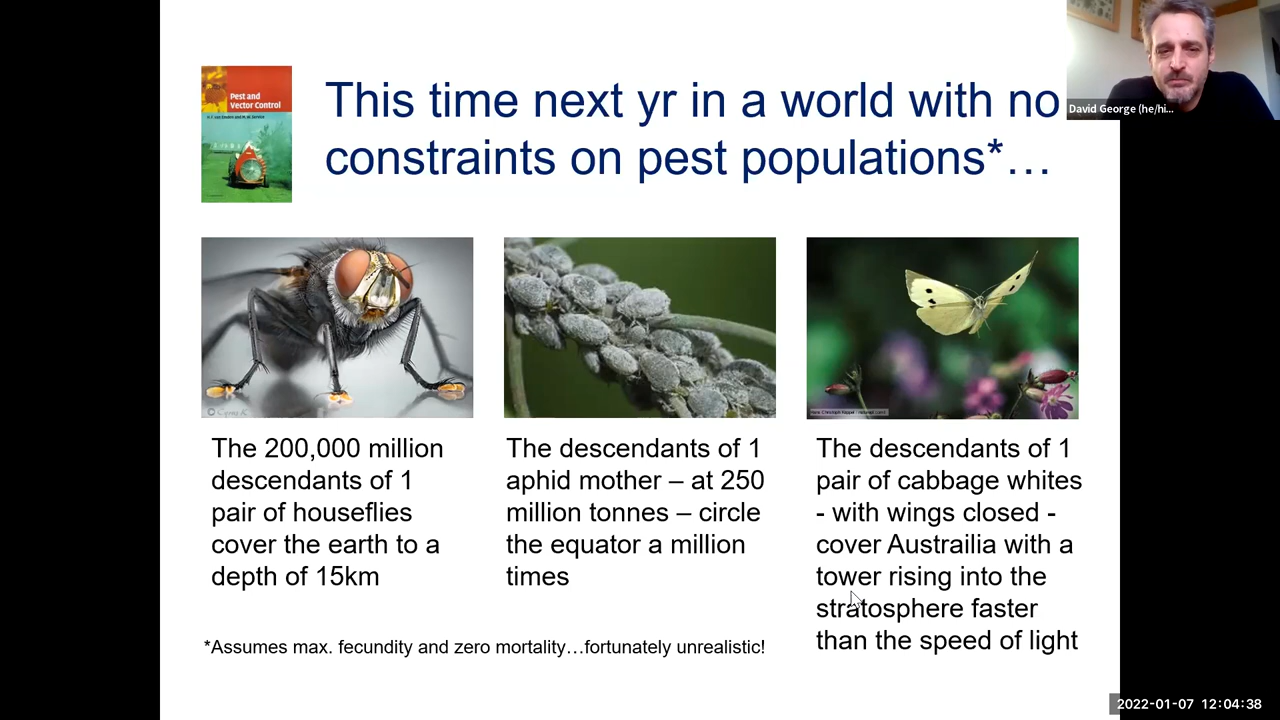 This time next yr in a world with no
constraints on pest populations*…
Pest and
Vector Control
David George (he/hi...
© Cyrus K
The 200,000 million
descendants of 1
pair of houseflies
cover the earth to a
depth of 15km
The descendants of 1
aphid mother – at 250
million tonnes – circle
the equator a million
times
The descendants of 1
pair of cabbage whites
- with wings closed -
cover Austrailia with a
tower rising into the
stratosphere faster
than the speed of light
*Assumes max. fecundity and zero mortality…fortunately unrealistic!
2022-01-07 12:04:38